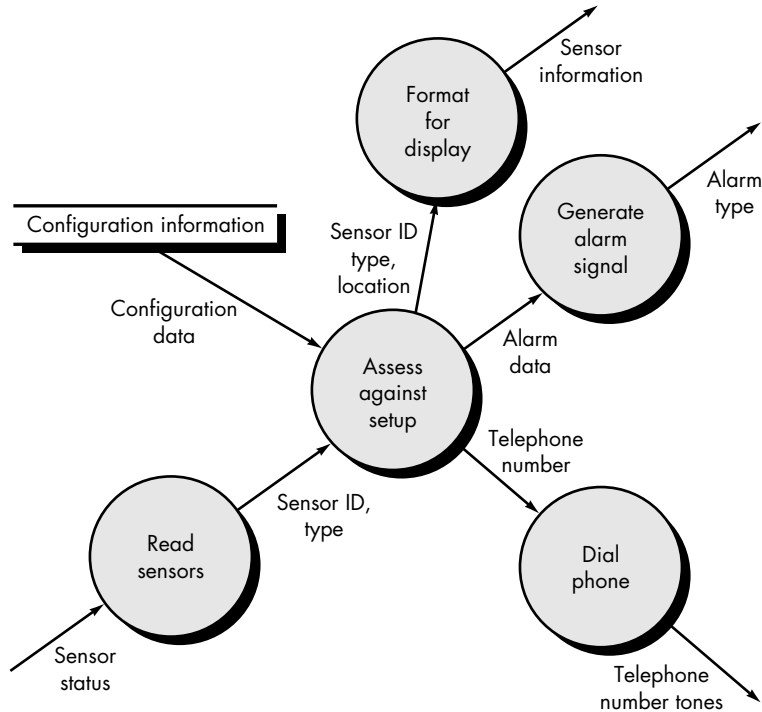 Sensor
information
Format
for
display
Alarm
type
Generate
alarm
signal
Configuration information
Sensor ID
type,
location
Configuration
data
Alarm
data
Assess
against
setup
Telephone
number
Sensor ID,
type
Read
sensors
Dial
phone
Sensor
status
Telephone
number tones